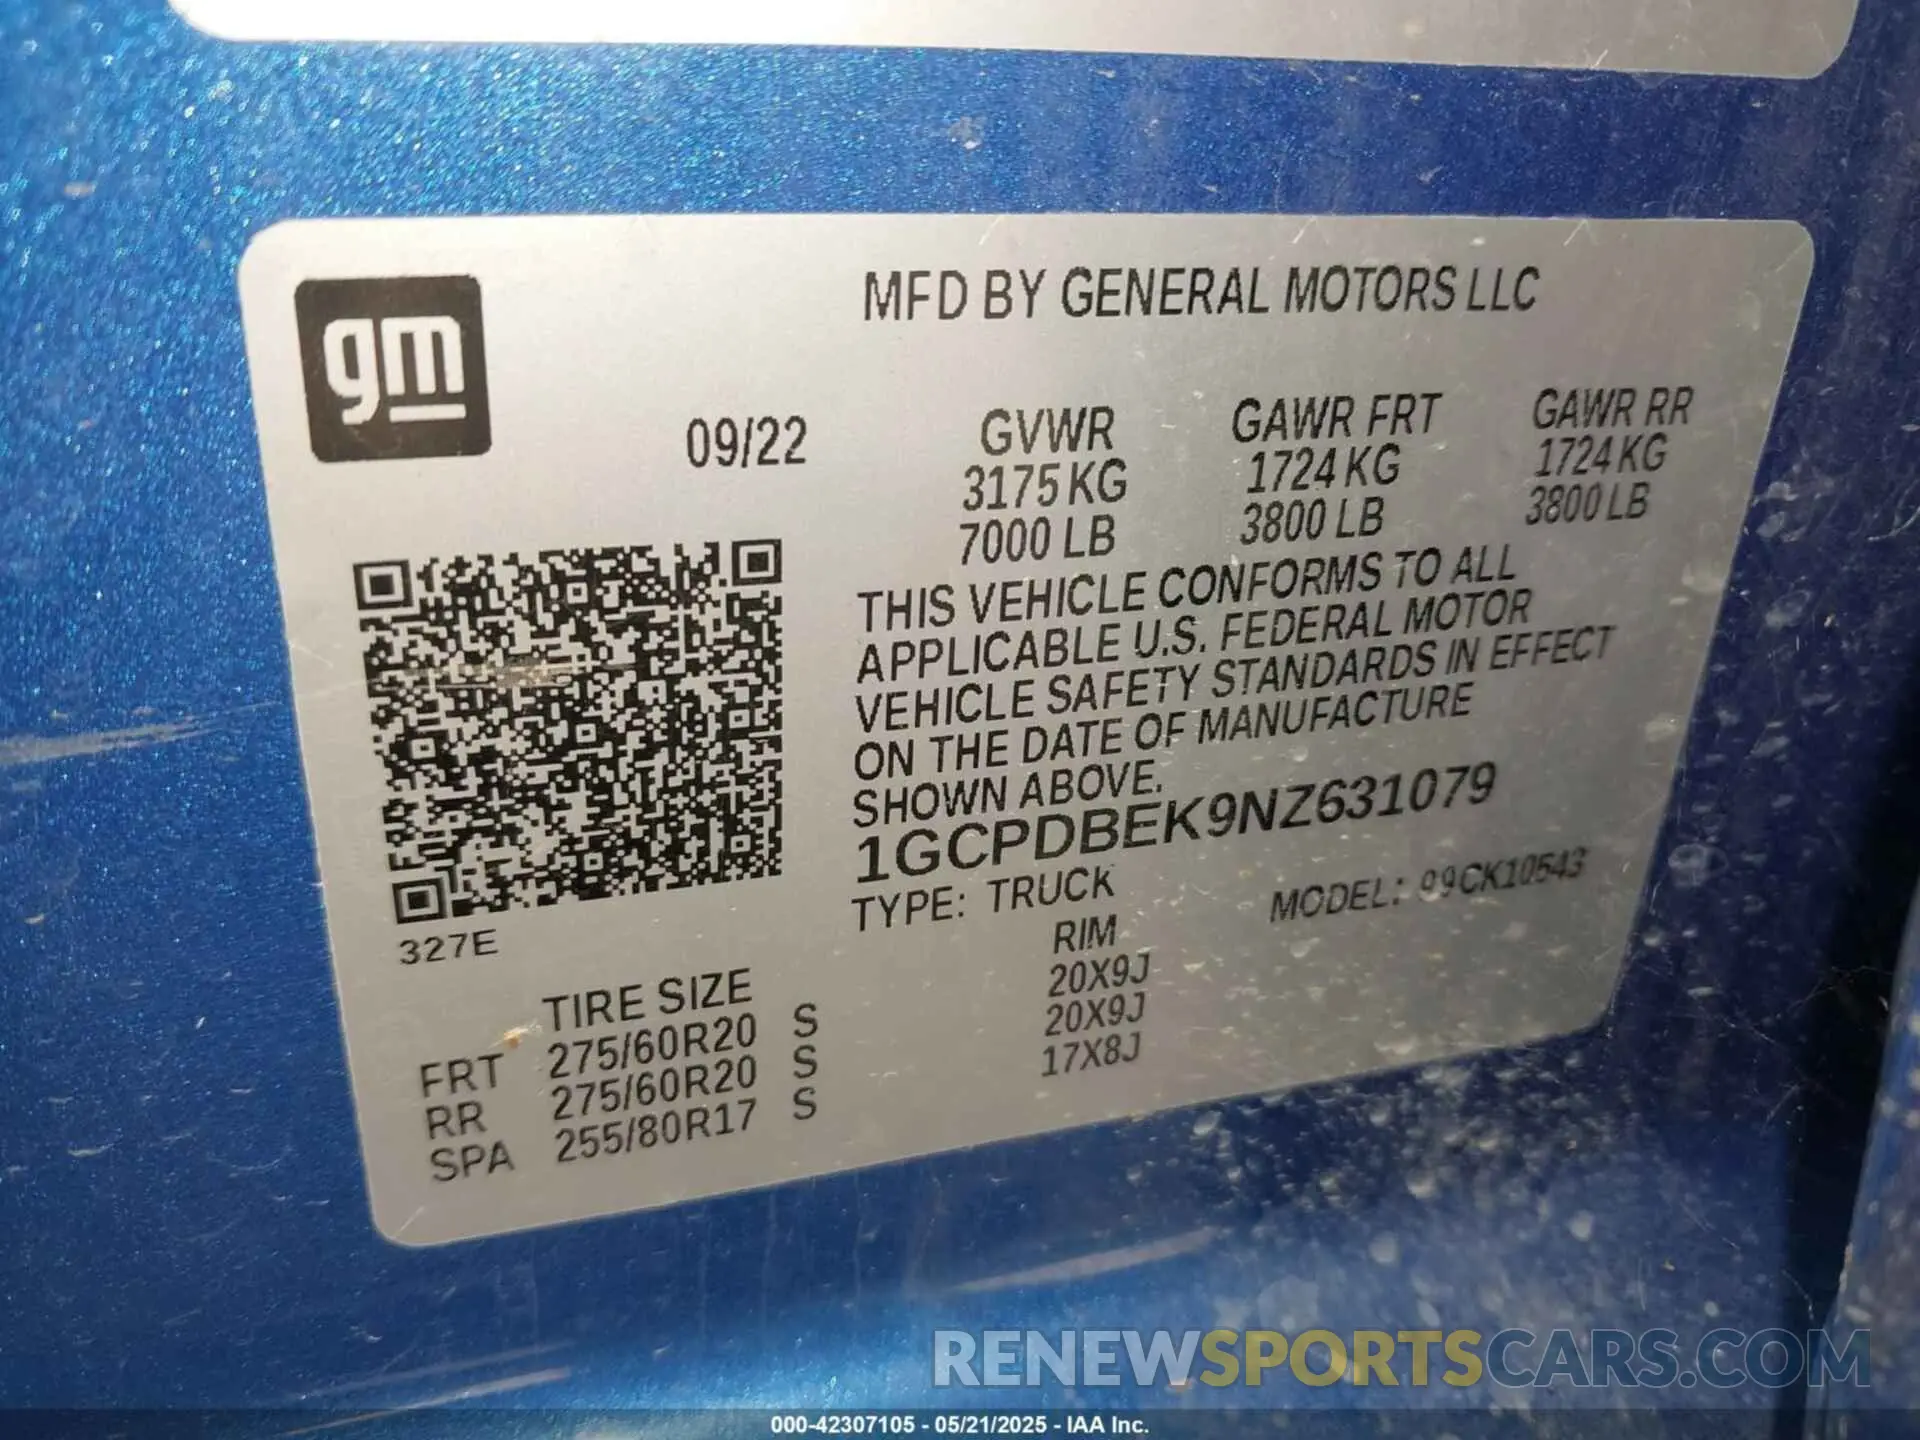 gm
MFD BY GENERAL MOTORS LLC
09/22
GVWR GAWR FRT GAWR RR
3175 KG 1724 KG 1724 KG
7000 LB 3800 LB 3800 LB
THIS VEHICLE CONFORMS TO ALL
APPLICABLE U.S. FEDERAL MOTOR
VEHICLE SAFETY STANDARDS IN EFFECT
ON THE DATE OF MANUFACTURE
SHOWN ABOVE.
1GCPDBEK9NZ631079
TYPE: TRUCK MODEL: 99CK10543
327E
TIRE SIZE RIM
FRT 275/60R20 S 20X9J
RR 275/60R20 S 20X9J
SPA 255/80R17 S 17X8J
RENEWSPORTSCARS.COM
000-42307105 - 05/21/2025 - IAA Inc.